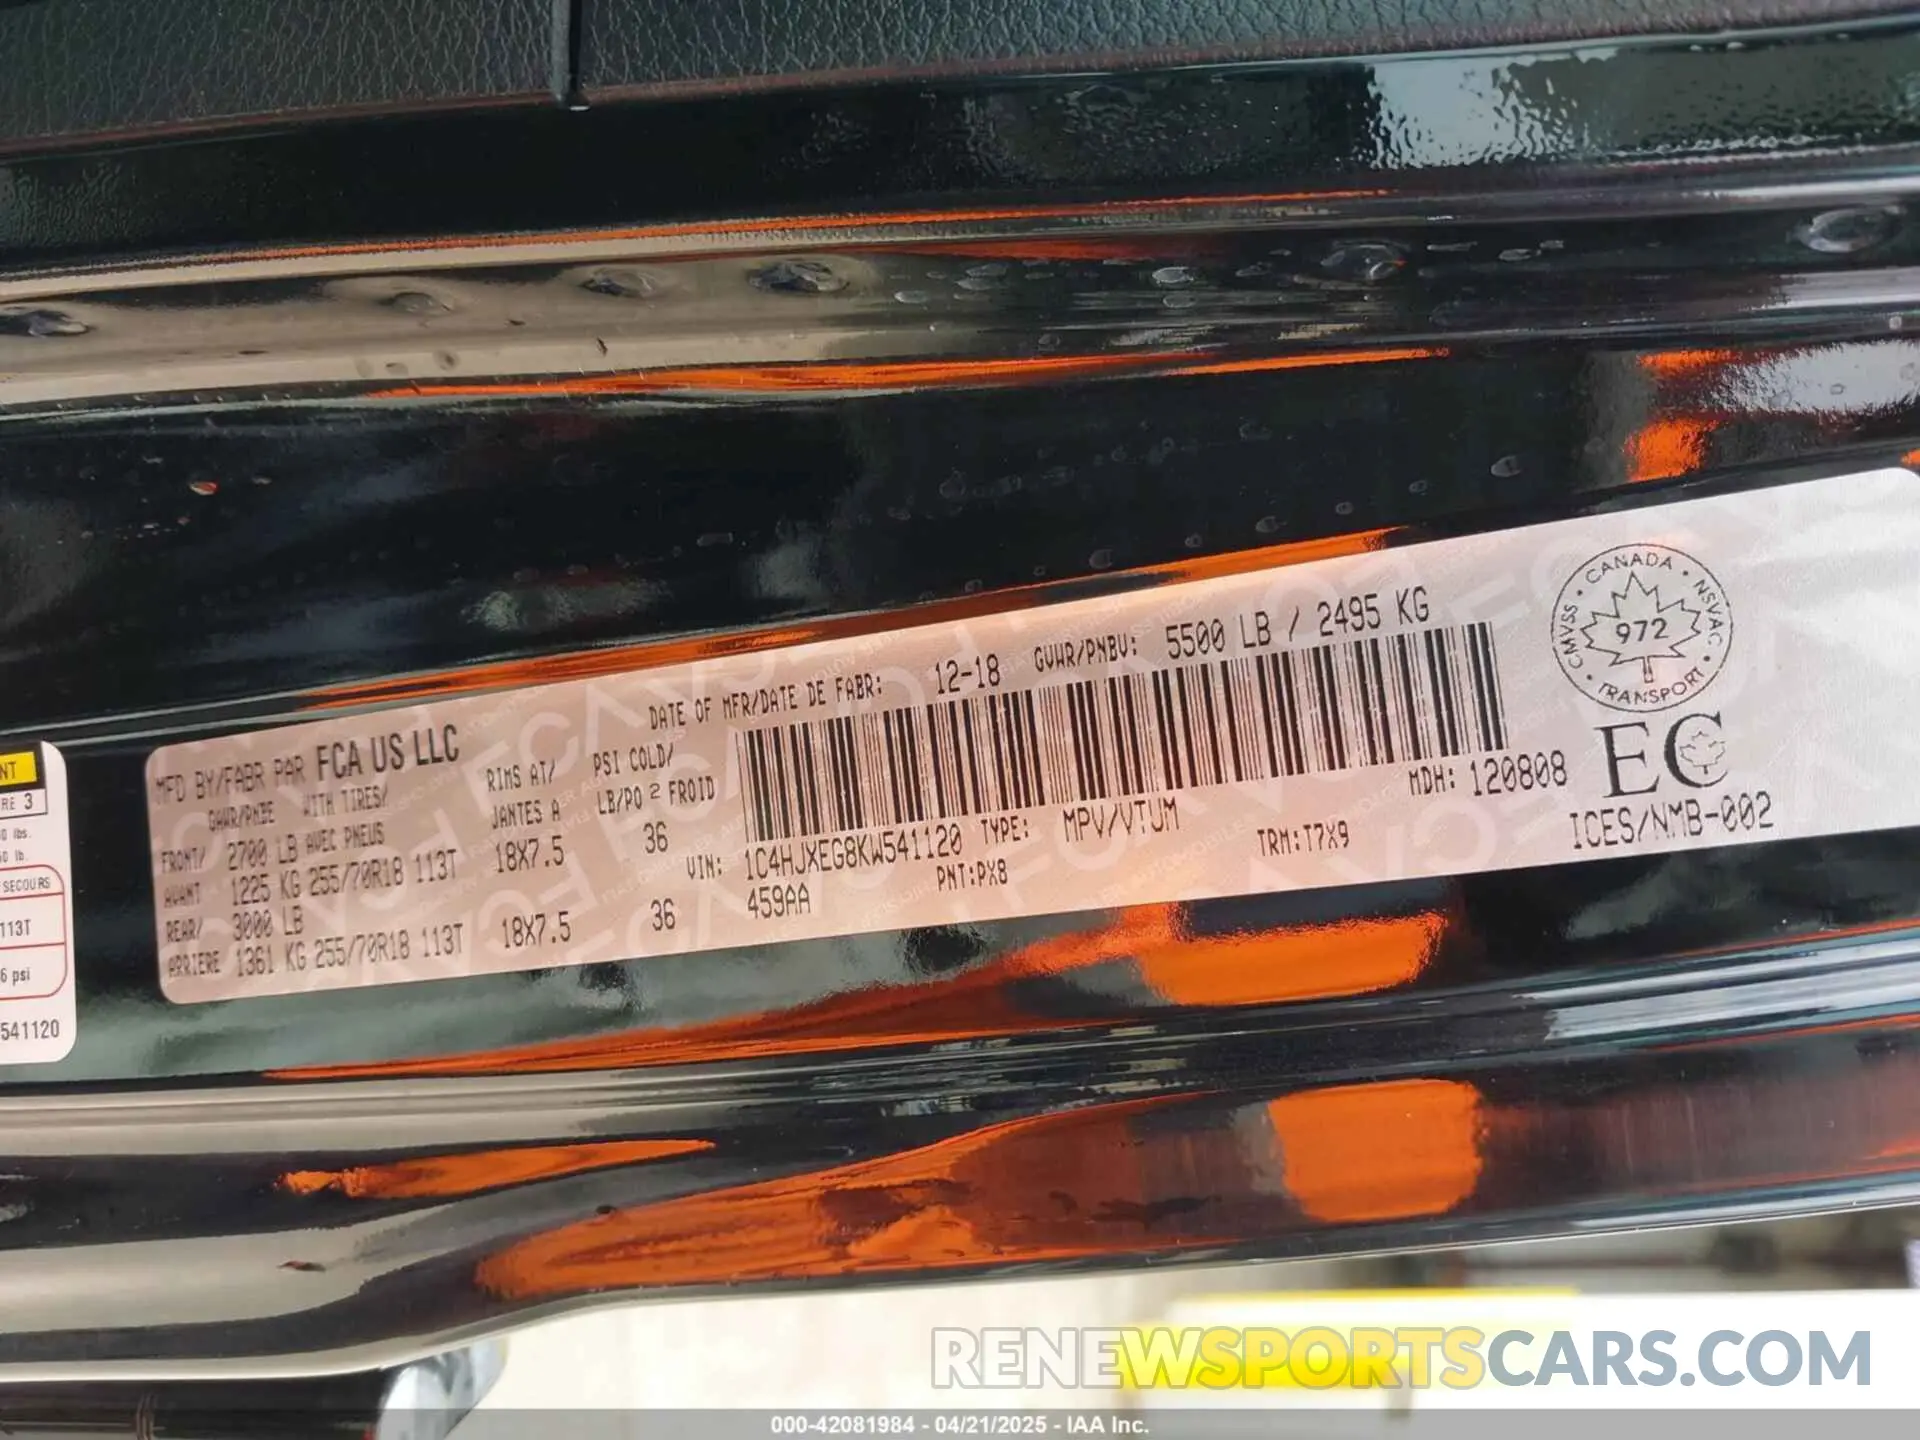 MFD BY/FABR PAR FCA US LLC
DATE OF MFR/DATE DE FABR: 12-18 GVWR/PNBV: 5500 LB / 2495 KG
GAWR/PNBE WITH TIRES/ RIMS AT/ PSI COLD/
AVEC PNEUS JANTES A LB/PO 2 FROID
FRONT/ 2700 LB
AVANT 1225 KG 255/70R18 113T 18X7.5 36
REAR/ 3000 LB
ARRIERE 1361 KG 255/70R18 113T 18X7.5 36
VIN: 1C4HJXEG8KW541120 TYPE: MPV/VTUM MDH: 120808
459AA PNT:PX8 TRM:T7X9
CMVSS · CANADA · NSVAC · TRANSPORT ·
972
EC
ICES/NMB-002
NT
RE 3
lbs.
lb.
SECOURS
113T
6 psi
541120
RENEWSPORTSCARS.COM
000-42081984 - 04/21/2025 - IAA Inc.